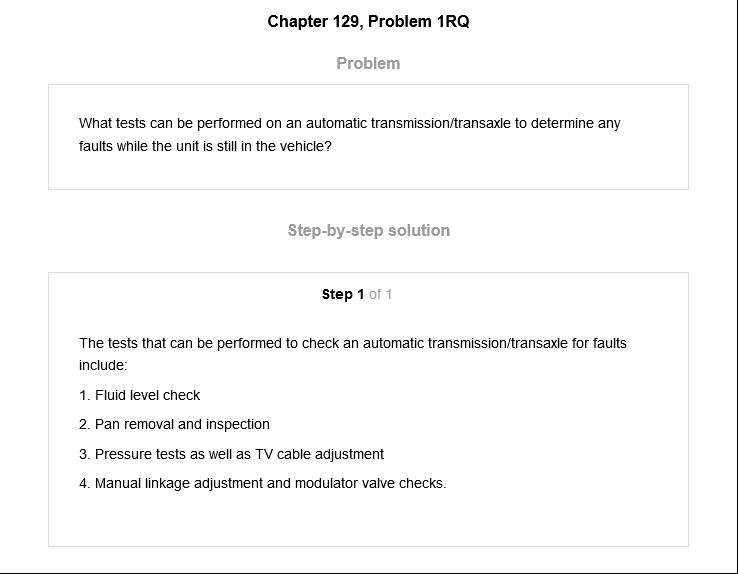 Chapter 129, Problem 1RQ
Problem
What tests can be performed on an automatic transmission/transaxle to determine any
faults while the unit is still in the vehicle?
Step-by-step solution
Step 1 of 1
The tests that can be performed to check an automatic transmission/transaxle for faults
include:
1. Fluid level check
2. Pan removal and inspection
3. Pressure tests as well as TV cable adjustment
4. Manual linkage adjustment and modulator valve checks.